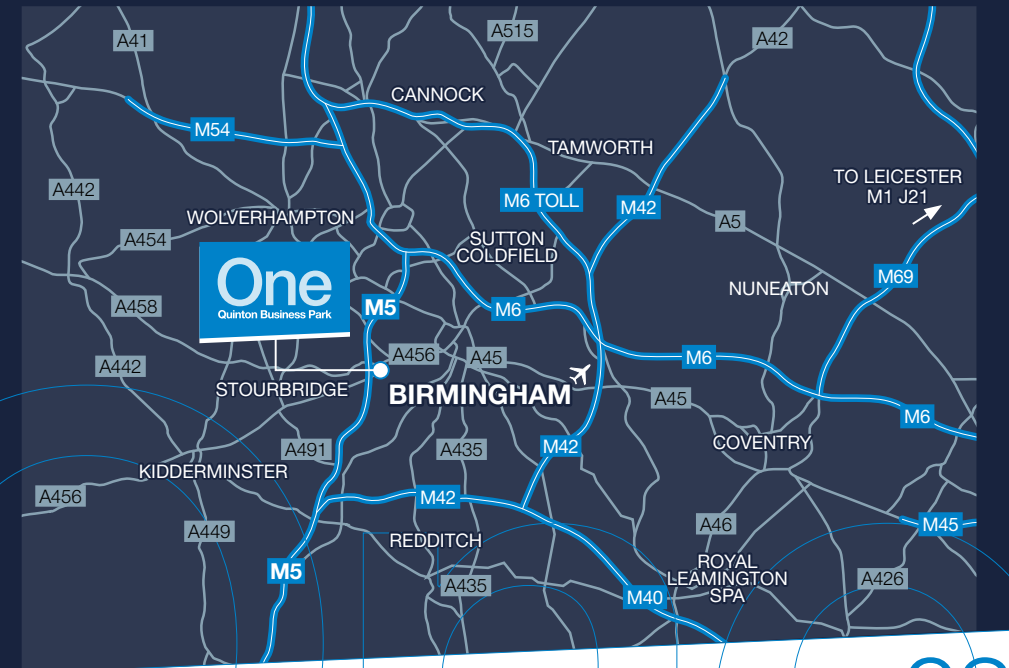 A41
A515
A42
CANNOCK
M54
TAMWORTH
TO LEICESTER
M1 J21
A442
M6 TOLL
M42
WOLVERHAMPTON
A5
A454
SUTTON
COLDFIELD
One
Quinton Business Park
NUNEATON
M69
A458
M5
M6
A456
A45
M6
A442
STOURBRIDGE
BIRMINGHAM
A45
M6
A491
A435
M42
COVENTRY
KIDDERMINSTER
A456
M42
A449
A46
M45
REDDITCH
M5
A435
ROYAL
LEAMINGTON
SPA
A426
M40